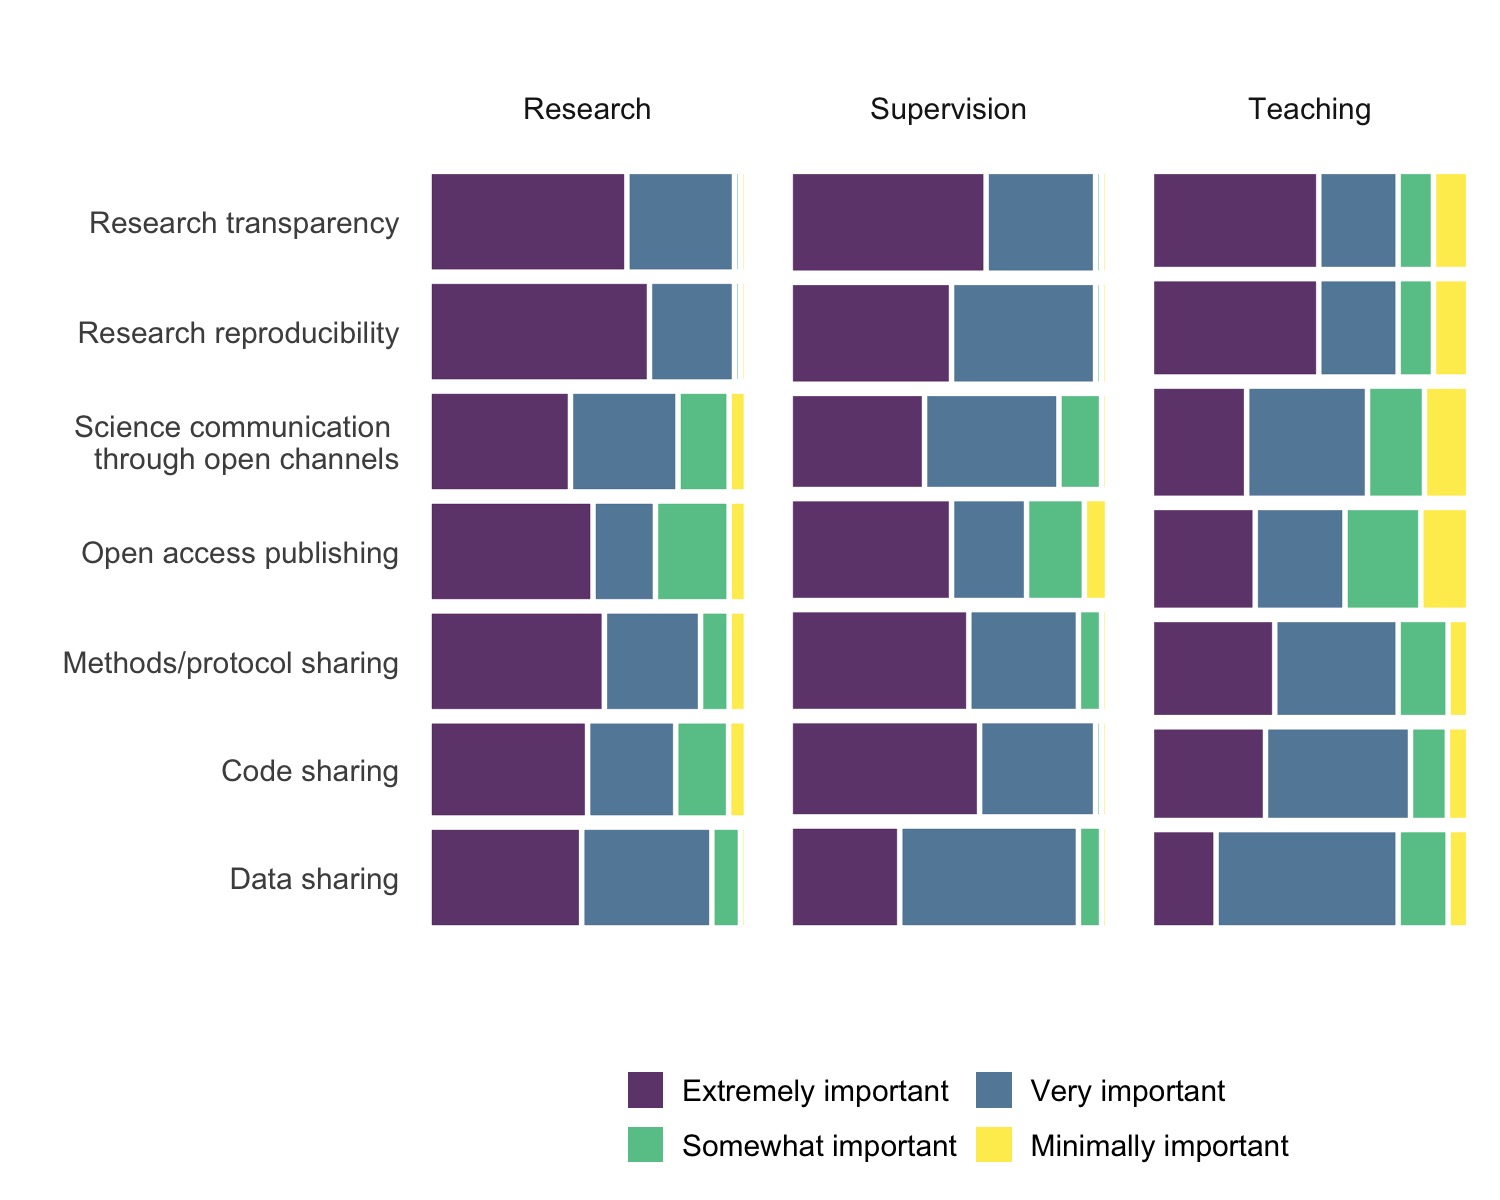 Research
Supervision
Teaching
Research transparency
Research reproducibility
Science communication
through open channels
Open access publishing
Methods/protocol sharing
Code sharing
Data sharing
Extremely important
Very important
Somewhat important
Minimally important